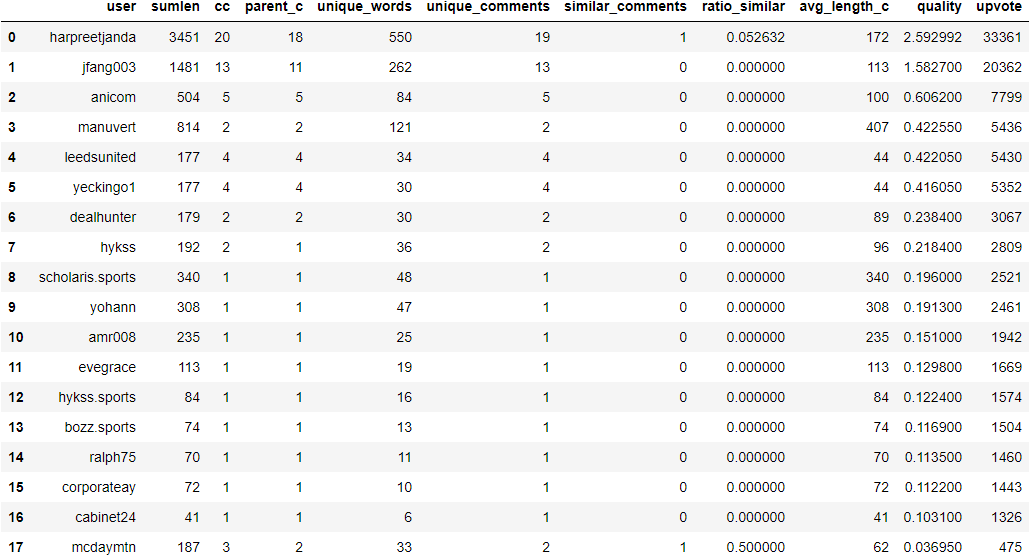 user sumlen cc parent_c unique_words unique_comments similar_comments ratio_similar avg_length_c quality upvote
0 harpreetjanda 3451 20 18 550 19 1 0.052632 172 2.592992 33361
1 jfang003 1481 13 11 262 13 0 0.000000 113 1.582700 20362
2 anicom 504 5 5 84 5 0 0.000000 100 0.606200 7799
3 manuvert 814 2 2 121 2 0 0.000000 407 0.422550 5436
4 leedsunited 177 4 4 34 4 0 0.000000 44 0.422050 5430
5 yeckingo1 177 4 4 30 4 0 0.000000 44 0.416050 5352
6 dealhunter 179 2 2 30 2 0 0.000000 89 0.238400 3067
7 hykss 192 2 1 36 2 0 0.000000 96 0.218400 2809
8 scholaris.sports 340 1 1 48 1 0 0.000000 340 0.196000 2521
9 yohann 308 1 1 47 1 0 0.000000 308 0.191300 2461
10 amr008 235 1 1 25 1 0 0.000000 235 0.151000 1942
11 evegrace 113 1 1 19 1 0 0.000000 113 0.129800 1669
12 hykss.sports 84 1 1 16 1 0 0.000000 84 0.122400 1574
13 bozz.sports 74 1 1 13 1 0 0.000000 74 0.116900 1504
14 ralph75 70 1 1 11 1 0 0.000000 70 0.113500 1460
15 corporateay 72 1 1 10 1 0 0.000000 72 0.112200 1443
16 cabinet24 41 1 1 6 1 0 0.000000 41 0.103100 1326
17 mcdaymtn 187 3 2 33 2 1 0.500000 62 0.036950 475